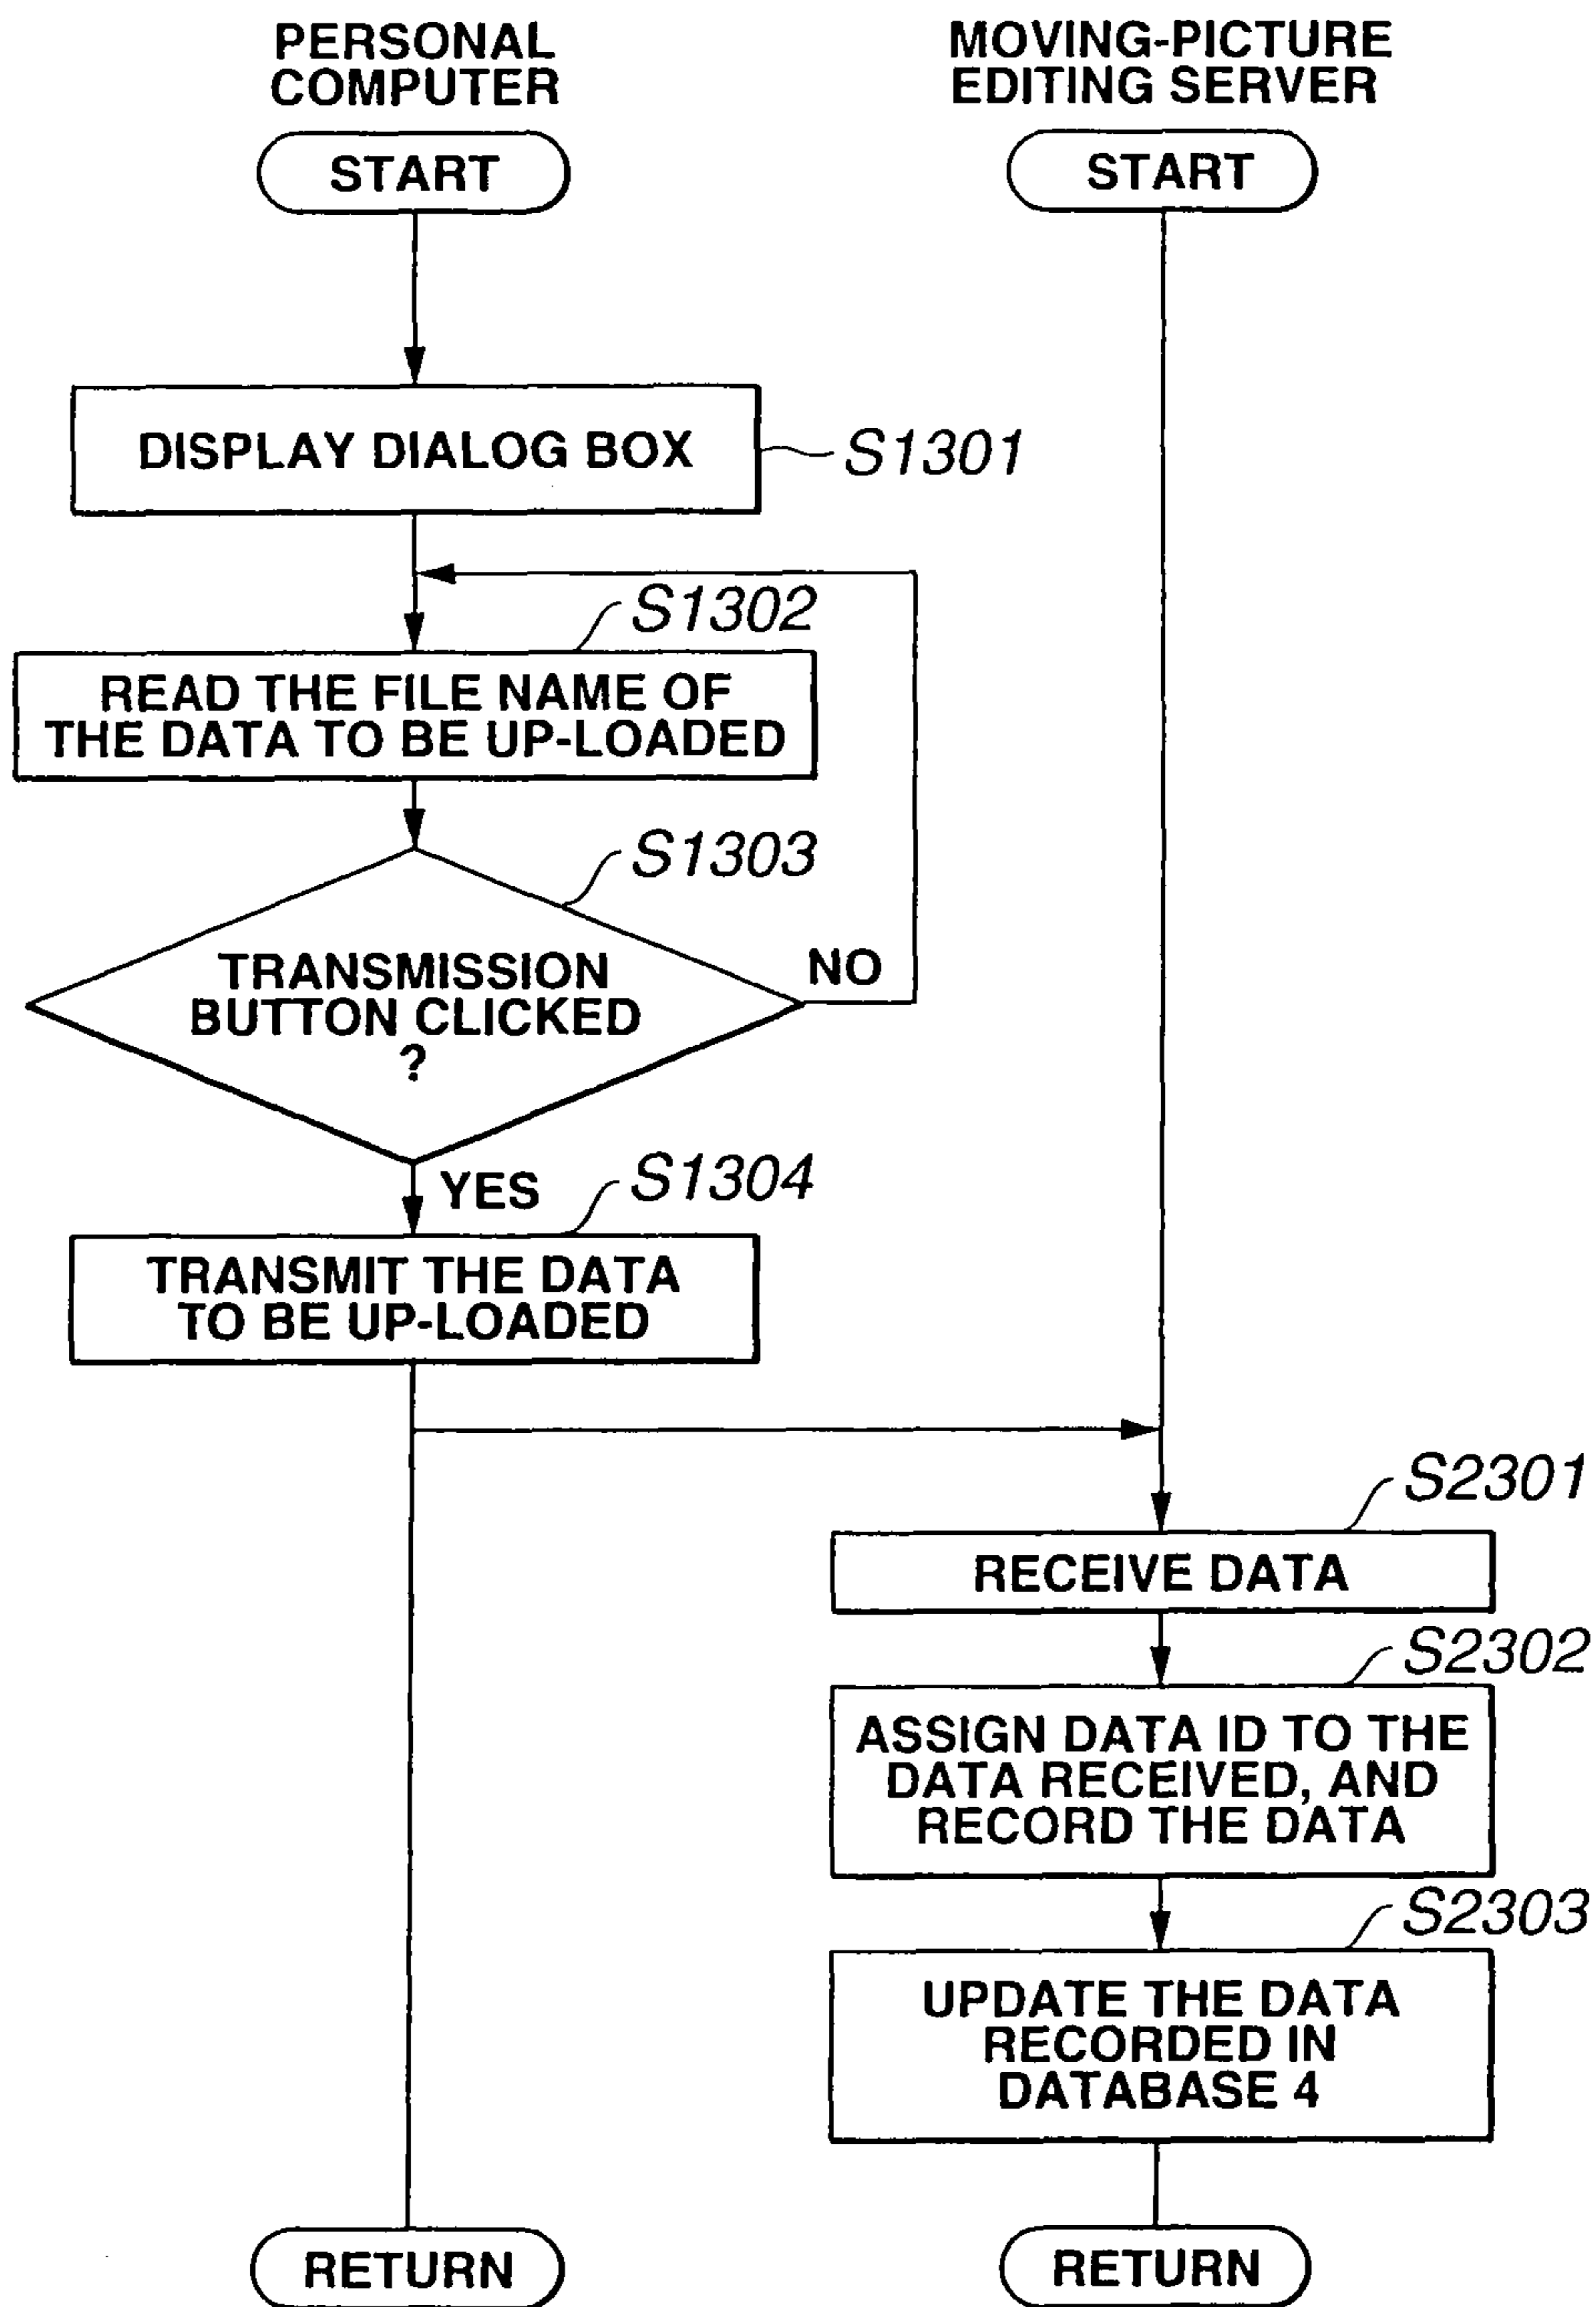 PERSONAL
COMPUTER
MOVING-PICTURE
EDITING SERVER
START
START
DISPLAY DIALOG BOX
S1301
S1302
READ THE FILE NAME OF
THE DATA TO BE UP-LOADED
S1303
TRANSMISSION
BUTTON CLICKED
?
NO
YES
S1304
TRANSMIT THE DATA
TO BE UP-LOADED
S2301
RECEIVE DATA
S2302
ASSIGN DATA ID TO THE
DATA RECEIVED, AND
RECORD THE DATA
S2303
UPDATE THE DATA
RECORDED IN
DATABASE 4
RETURN
RETURN